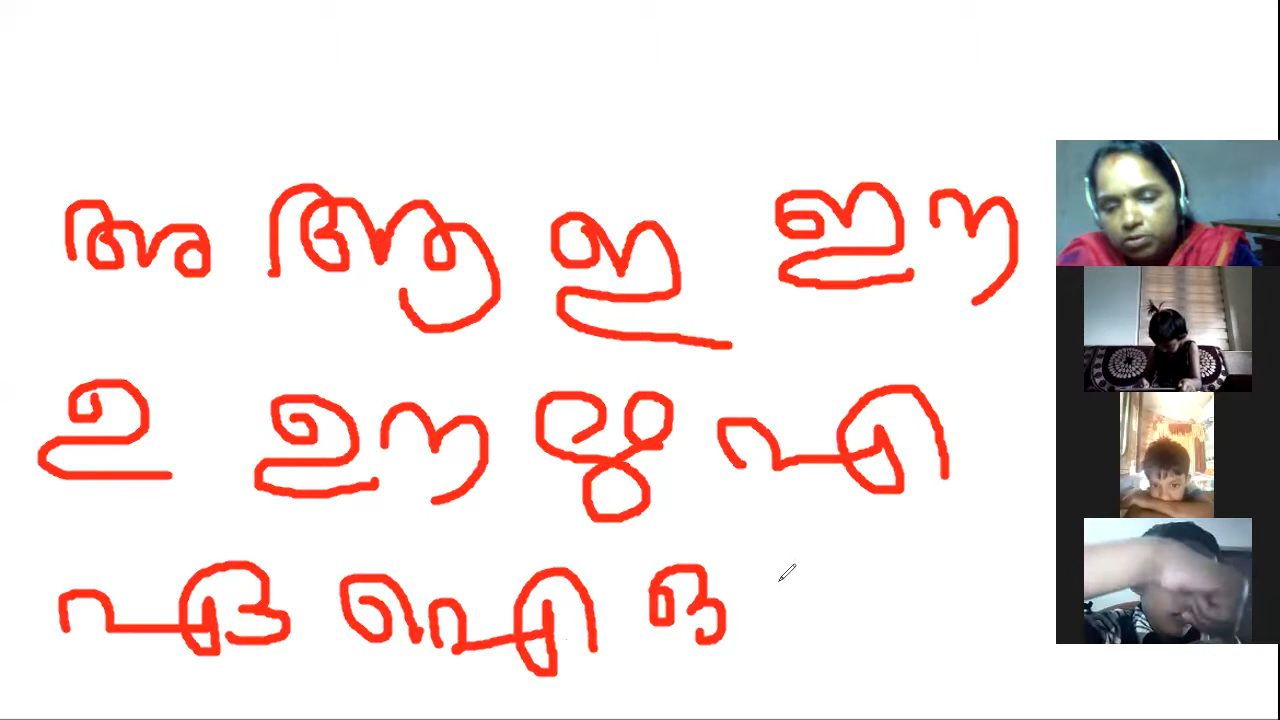 അ ആ ഇ ഈ
ഉ ഊ ഋ എ
ഏ ഐ ഒ